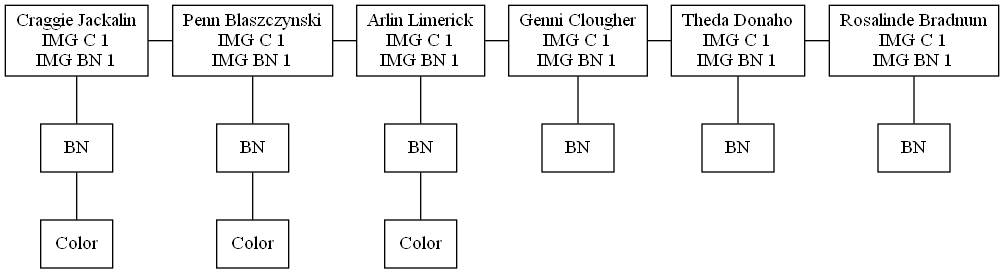 Craggie Jackalin
IMG C 1
IMG BN 1
Penn Blaszczynski
IMG C 1
IMG BN 1
Arlin Limerick
IMG C 1
IMG BN 1
Genni Clougher
IMG C 1
IMG BN 1
Theda Donaho
IMG C 1
IMG BN 1
Rosalinde Bradnum
IMG C 1
IMG BN 1
BN
BN
BN
BN
BN
BN
Color
Color
Color